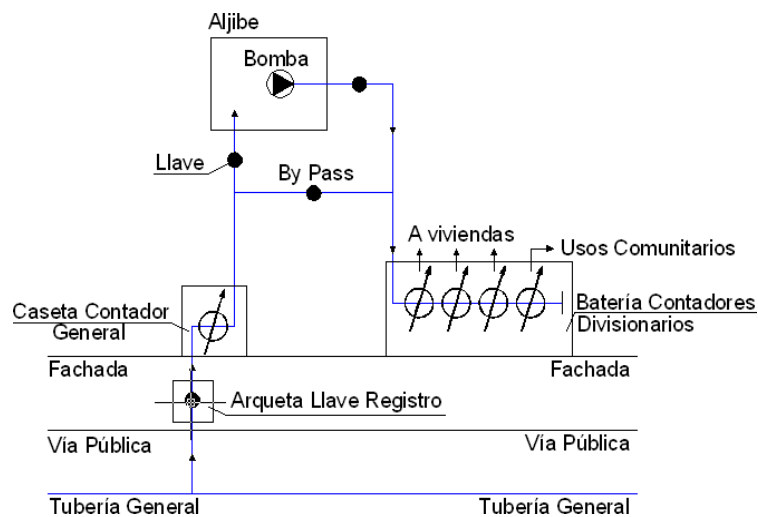 Aljibe
Bomba
Llave
By Pass
A viviendas
Usos Comunitarios
Caseta Contador
General
Batería Contadores
Divisionarios
Fachada
Fachada
Arqueta Llave Registro
Vía Pública
Vía Pública
Tubería General
Tubería General